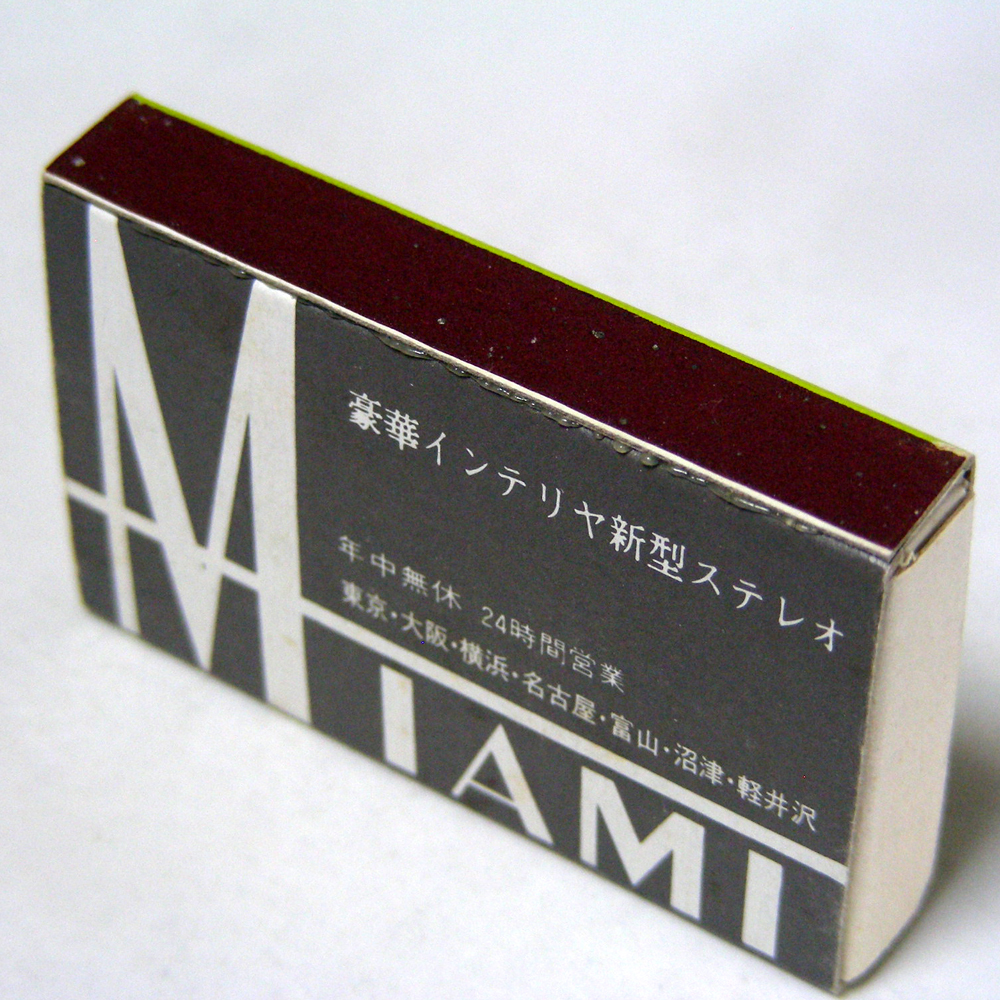 豪華インテリヤ新型ステレオ
年中無休 24時間営業
東京・大阪・横浜・名古屋・富山・沼津・軽井沢
MIAMI